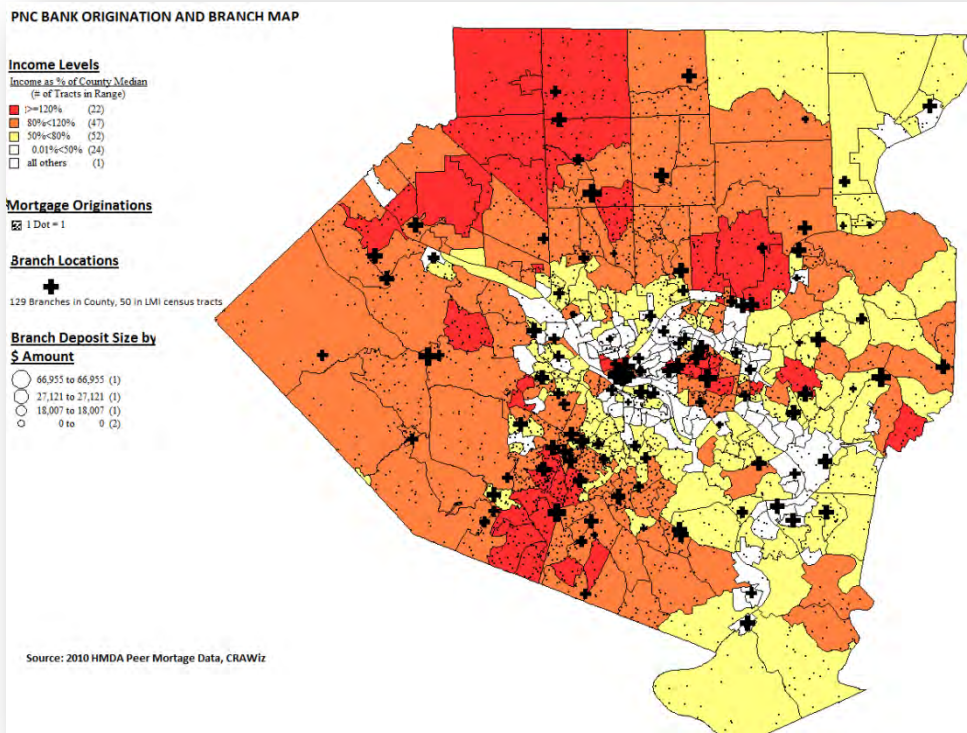 PNC BANK ORIGINATION AND BRANCH MAP
Income Levels
Income as % of County Median
(# of Tracts in Range)
>=120% (22)
80%<120% (47)
50%<80% (52)
0.01%<50% (24)
all others (1)
Mortgage Originations
1 Dot = 1
Branch Locations
129 Branches in County, 50 in LMI census tracts
Branch Deposit Size by
$ Amount
66,955 to 66,955 (1)
27,121 to 27,121 (1)
18,007 to 18,007 (1)
0 to 0 (2)
Source: 2010 HMDA Peer Mortage Data, CRAWiz